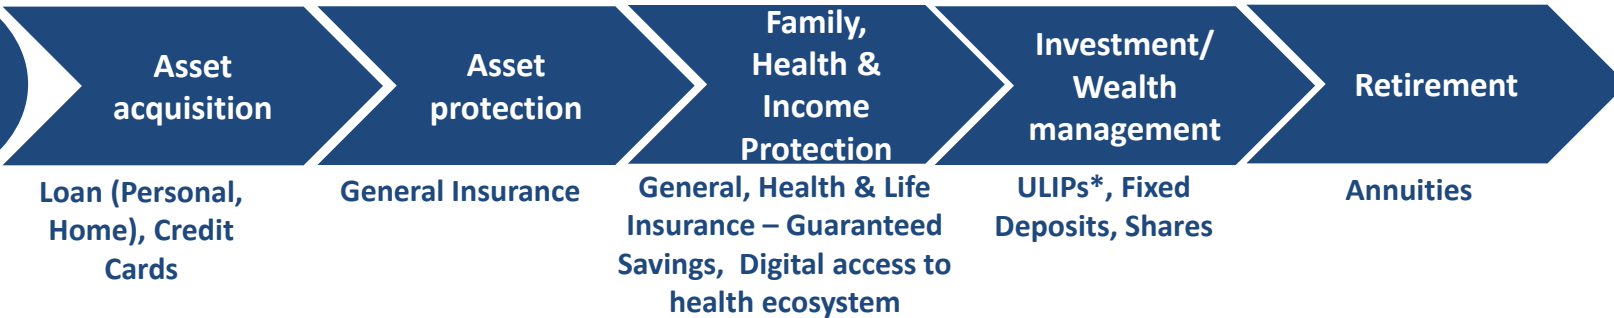 Asset
acquisition
Asset
protection
Family,
Health &
Income
Protection
Investment/
Wealth
management
Retirement
Loan (Personal,
Home), Credit
Cards
General Insurance
General, Health & Life
Insurance – Guaranteed
Savings, Digital access to
health ecosystem
ULIPs*, Fixed
Deposits, Shares
Annuities